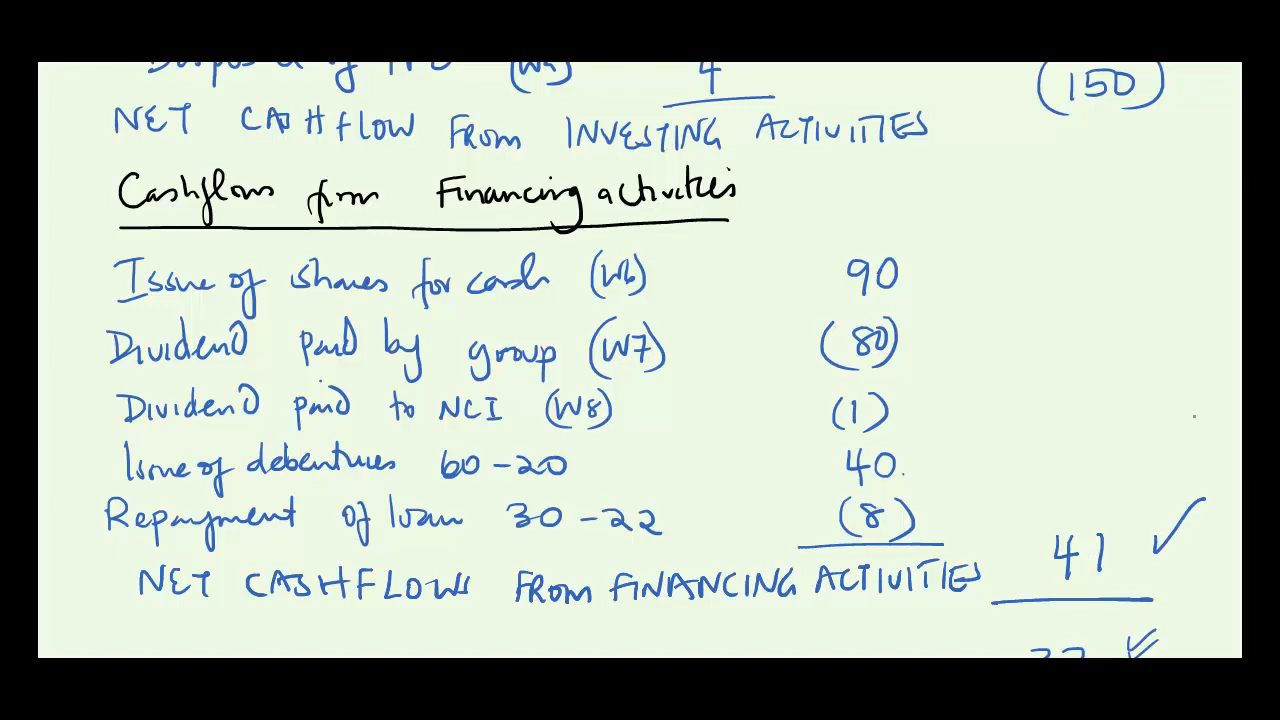 4 (150)
NET CASHFLOW FROM INVESTING ACTIVITIES
Cashflows from Financing activities
Issue of shares for cash (W6) 90
Dividend paid by group (W7) (80)
Dividend paid to NCI (W8) (1)
Issue of debentures 60-20 40
Repayment of loan 30-22 (8)
41
NET CASHFLOWS FROM FINANCING ACTIVITIES